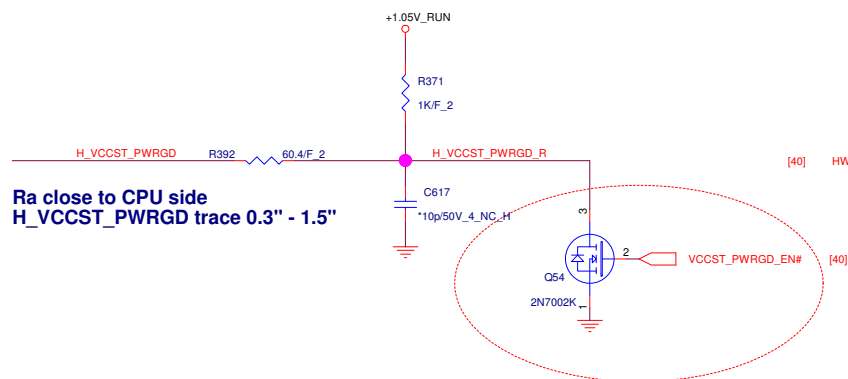 +1.05V_RUN
R371
1K/F_2
H_VCCST_PWRGD
R392
60.4/F_2
H_VCCST_PWRGD_R
[40] HW
Ra close to CPU side
H_VCCST_PWRGD trace 0.3" - 1.5"
C617
*10p/50V_4_NC_H
3
2
VCCST_PWRGD_EN#
[40]
Q54
2N7002K
1